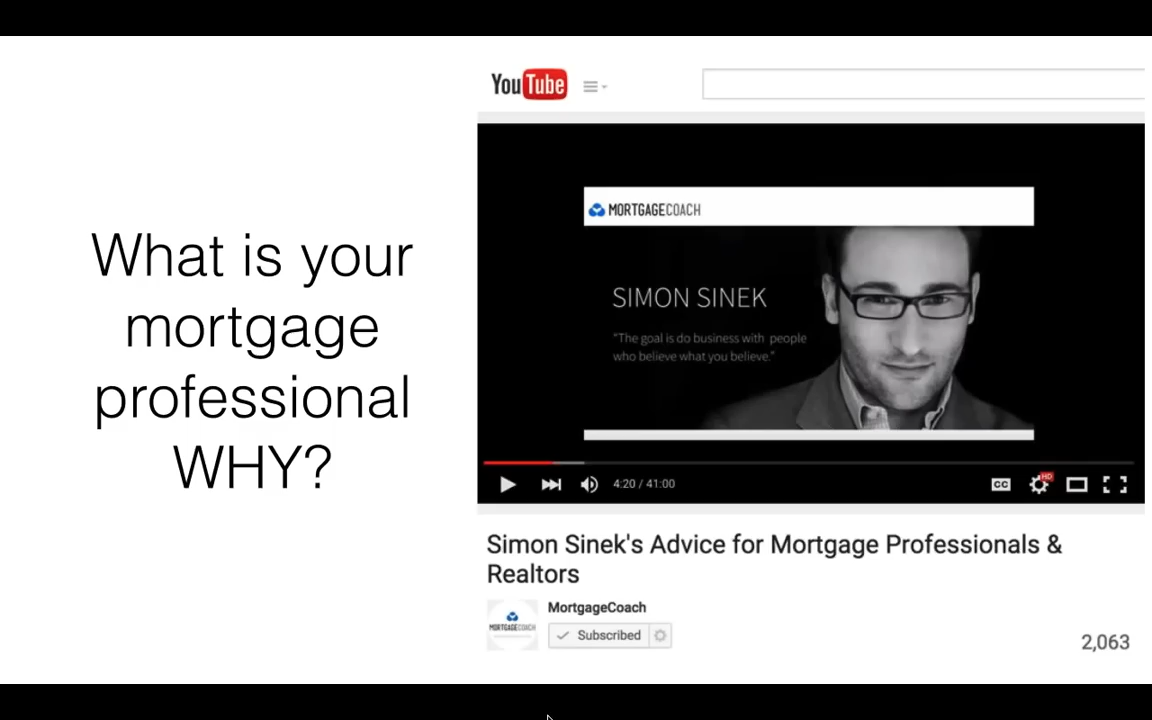 What is your
mortgage
professional
WHY?
YouTube
MORTGAGECOACH
SIMON SINEK
"The goal is do business with people
who believe what you believe."
4:20 / 41:00
CC
HD
Simon Sinek's Advice for Mortgage Professionals &
Realtors
MORTGAGECOACH
MortgageCoach
Subscribed
2,063